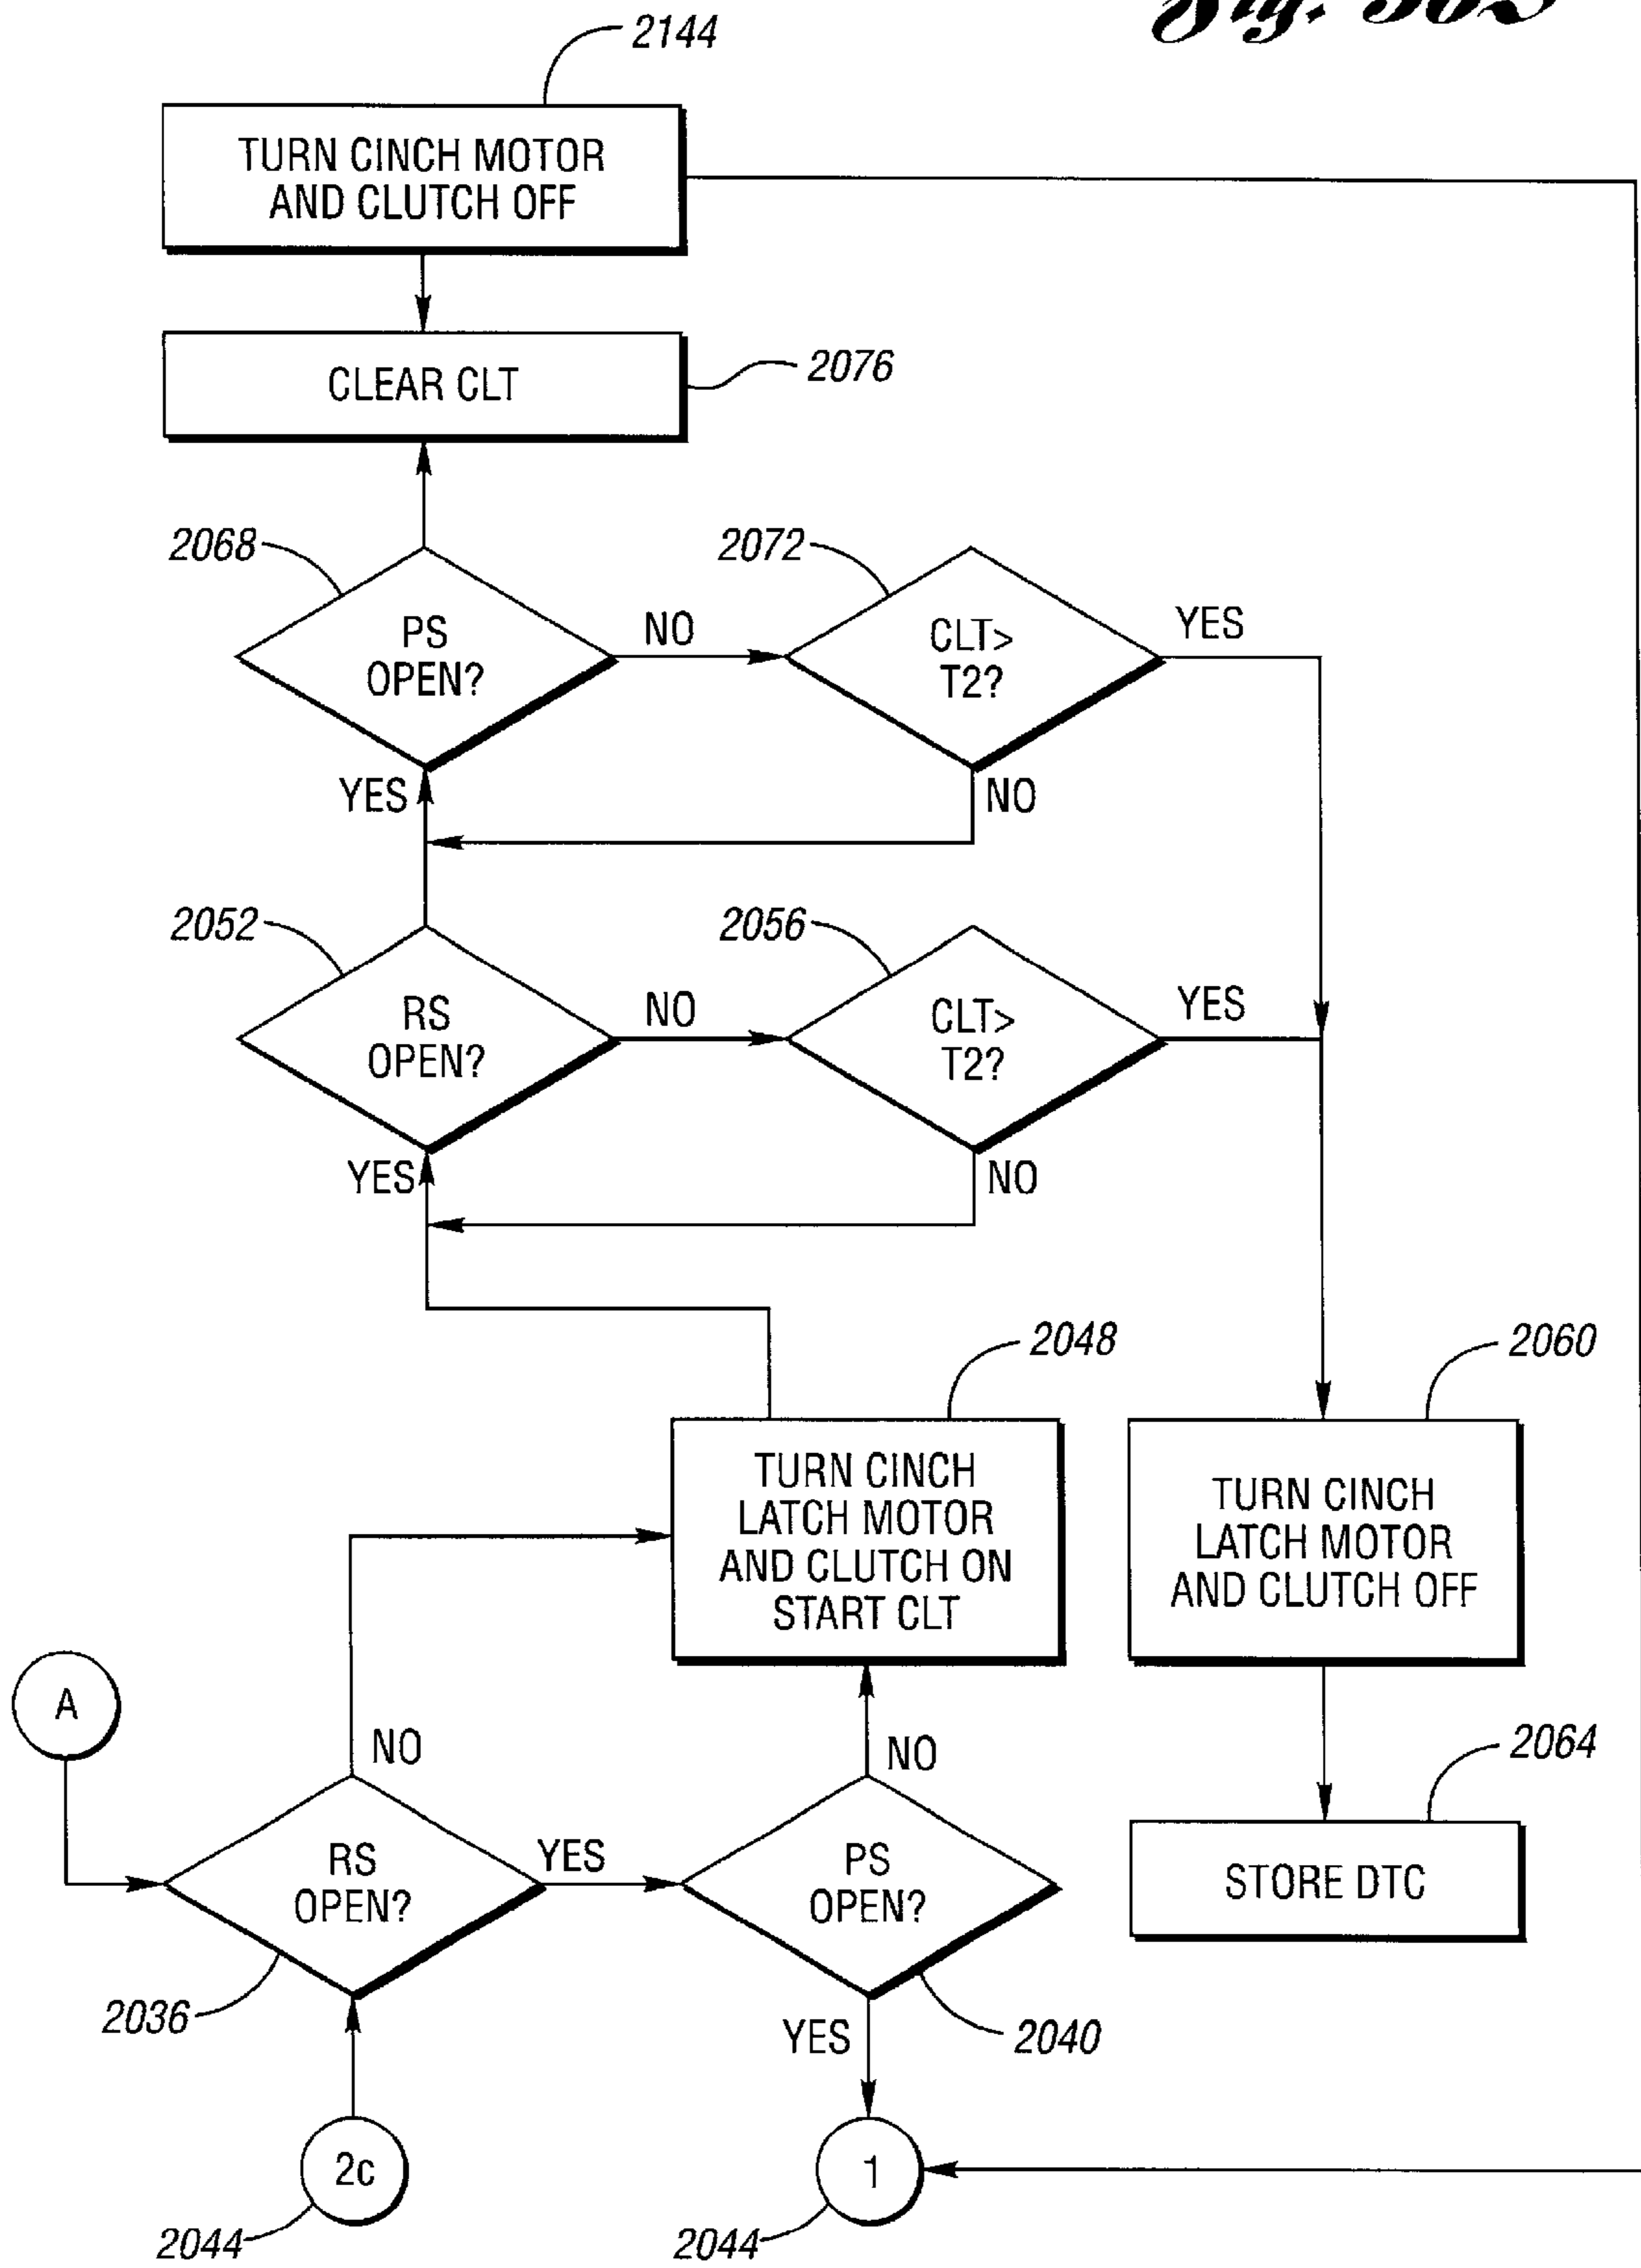 2144
TURN CINCH MOTOR
AND CLUTCH OFF
CLEAR CLT
2076
2068
PS
OPEN?
NO
2072
CLT>
T2?
YES
YES
NO
2052
RS
OPEN?
NO
2056
CLT>
T2?
YES
YES
NO
2048
TURN CINCH
LATCH MOTOR
AND CLUTCH ON
START CLT
2060
TURN CINCH
LATCH MOTOR
AND CLUTCH OFF
A
NO
NO
2064
STORE DTC
RS
OPEN?
YES
PS
OPEN?
2036
YES
2040
2c
1
2044
2044